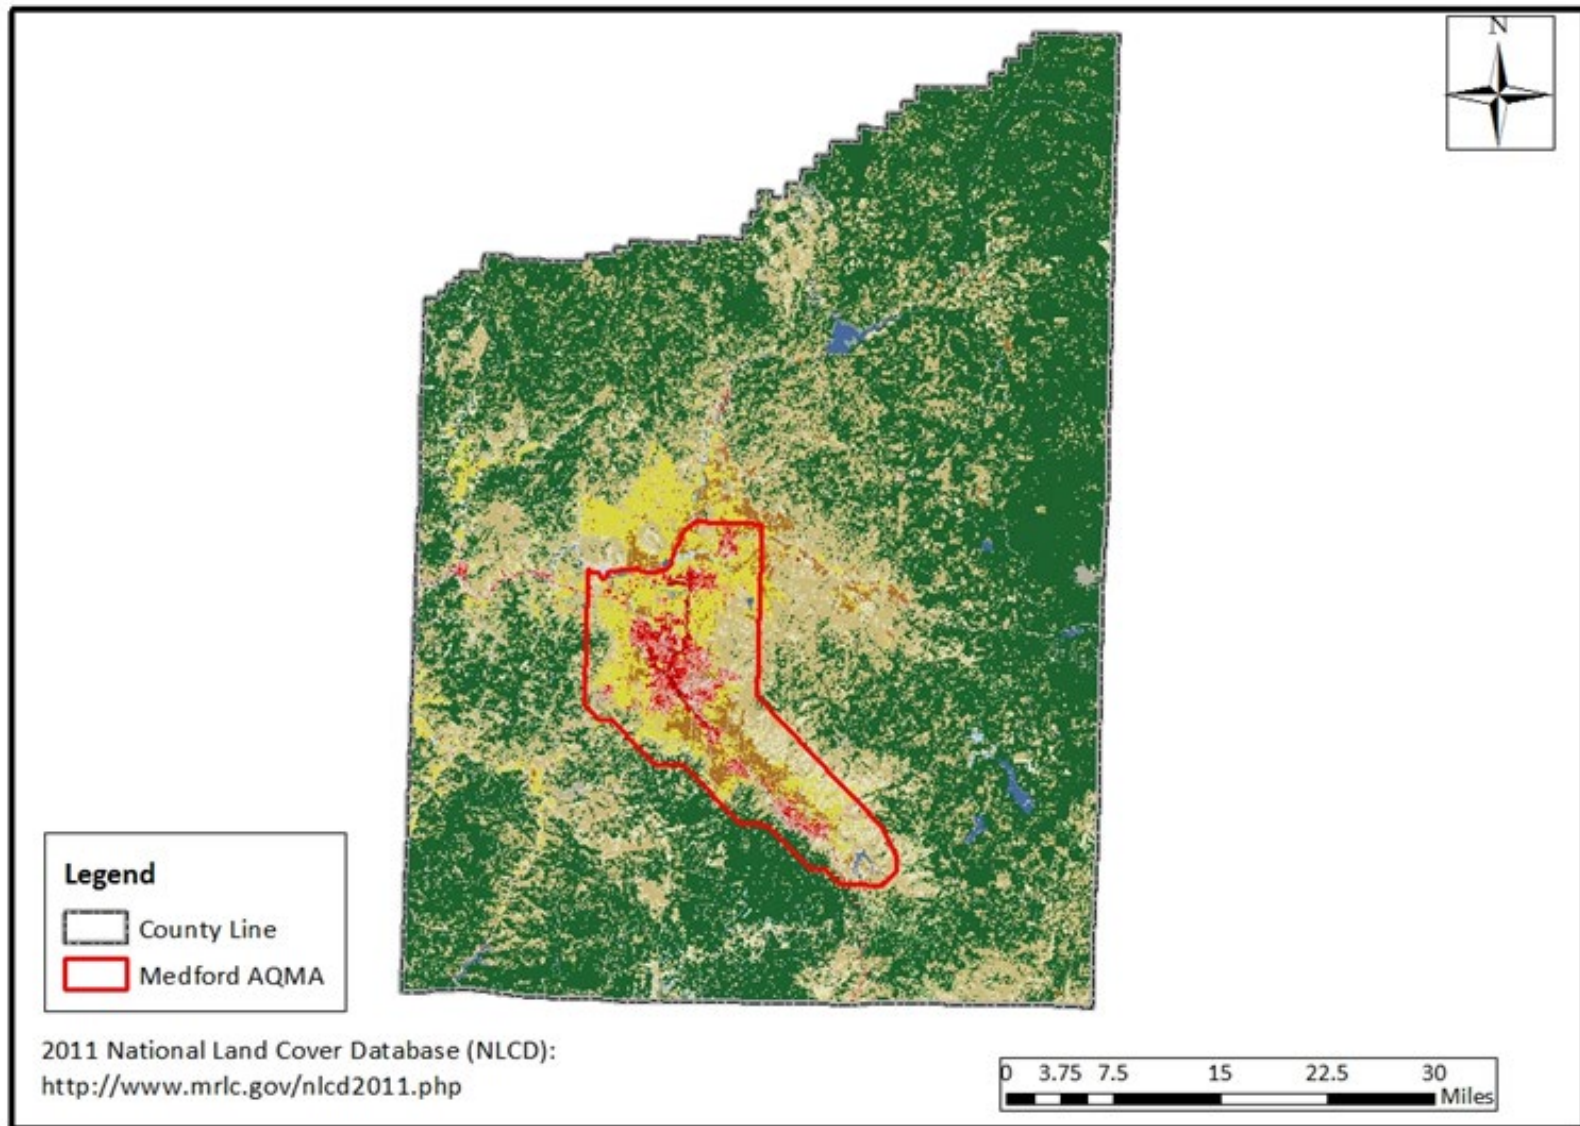 N
Legend
County Line
Medford AQMA
2011 National Land Cover Database (NLCD):
http://www.mrlc.gov/nlcd2011.php
0 3.75 7.5 15 22.5 30
Miles